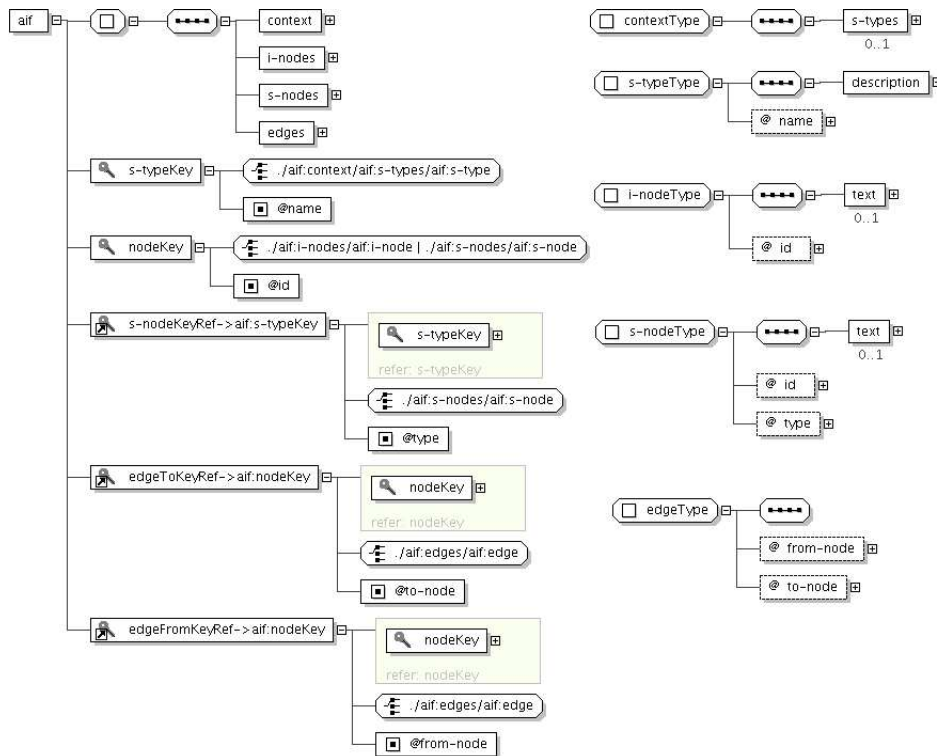 aif
context
i-nodes
s-nodes
edges
s-typeKey
./aif:context/aif:s-types/aif:s-type
@name
nodeKey
./aif:i-nodes/aif:i-node | ./aif:s-nodes/aif:s-node
@id
s-nodeKeyRef->aif:s-typeKey
s-typeKey
refer: s-typeKey
./aif:s-nodes/aif:s-node
@type
edgeToKeyRef->aif:nodeKey
nodeKey
refer: nodeKey
./aif:edges/aif:edge
@to-node
edgeFromKeyRef->aif:nodeKey
nodeKey
refer: nodeKey
./aif:edges/aif:edge
@from-node
contextType
s-types
0..1
s-typeType
description
@ name
i-nodeType
text
0..1
@ id
s-nodeType
text
0..1
@ id
@ type
edgeType
@ from-node
@ to-node